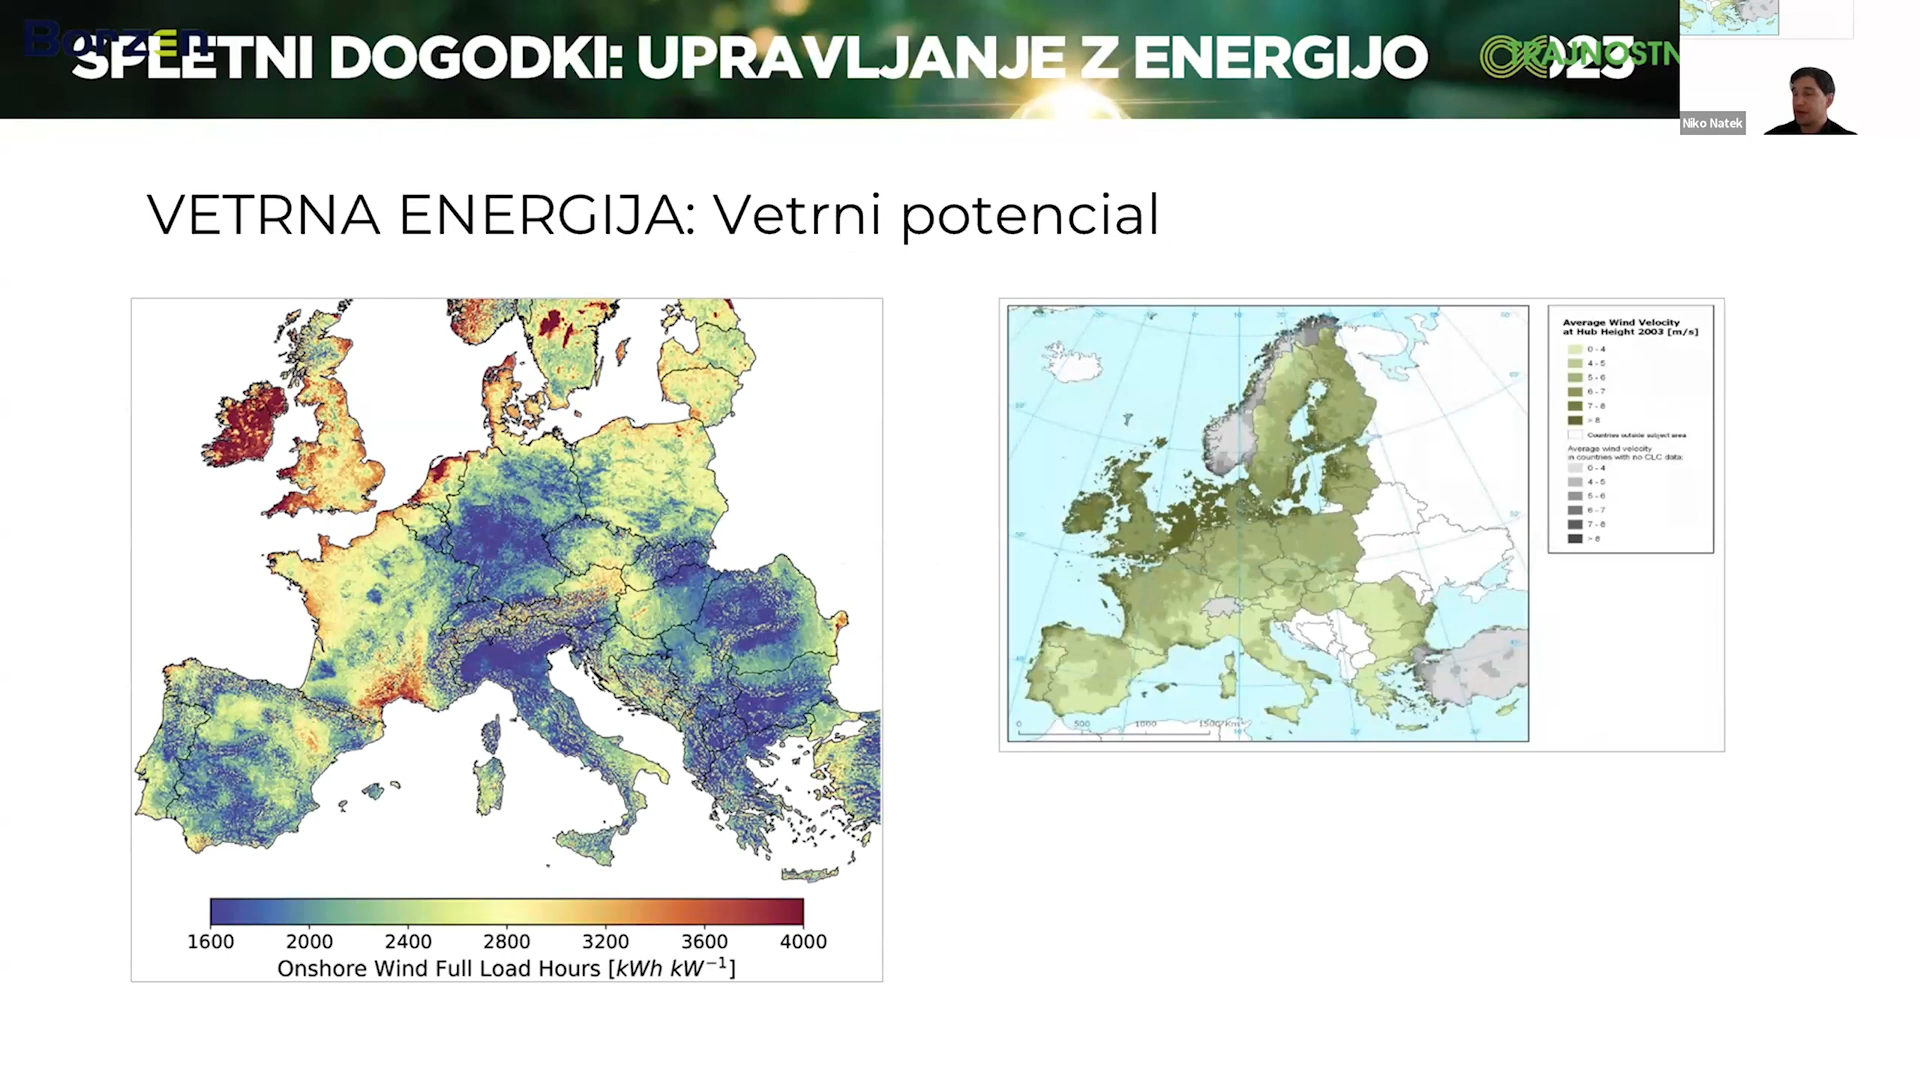 Borzen
SPLETNI DOGODKI: UPRAVLJANJE Z ENERGIJO
TRAJNOSTN
Niko Natek
VETRNA ENERGIJA: Vetrni potencial
1600 2000 2400 2800 3200 3600 4000
Onshore Wind Full Load Hours [kWh kW⁻¹]
0 500 1000 1500 Km
Average Wind Velocity
at Hub Height 2003 [m/s]
0 - 4
4 - 5
5 - 6
6 - 7
7 - 8
> 8
Countries outside subject area
Average wind velocity
in countries with no CLC data:
0 - 4
4 - 5
5 - 6
6 - 7
7 - 8
> 8